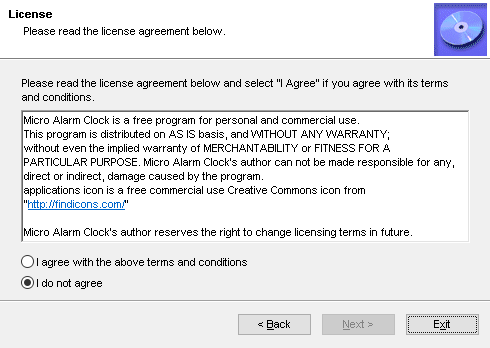 License
Please read the license agreement below.
Please read the license agreement below and select "I Agree" if you agree with its terms
and conditions.
Micro Alarm Clock is a free program for personal and commercial use.
This program is distributed on AS IS basis, and WITHOUT ANY WARRANTY;
without even the implied warranty of MERCHANTABILITY or FITNESS FOR A
PARTICULAR PURPOSE. Micro Alarm Clock's author can not be made responsible for any,
direct or indirect, damage caused by the program.
applications icon is a free commercial use Creative Commons icon from
"http://findicons.com/"
Micro Alarm Clock's author reserves the right to change licensing terms in future.
I agree with the above terms and conditions
I do not agree
< Back Next > Exit